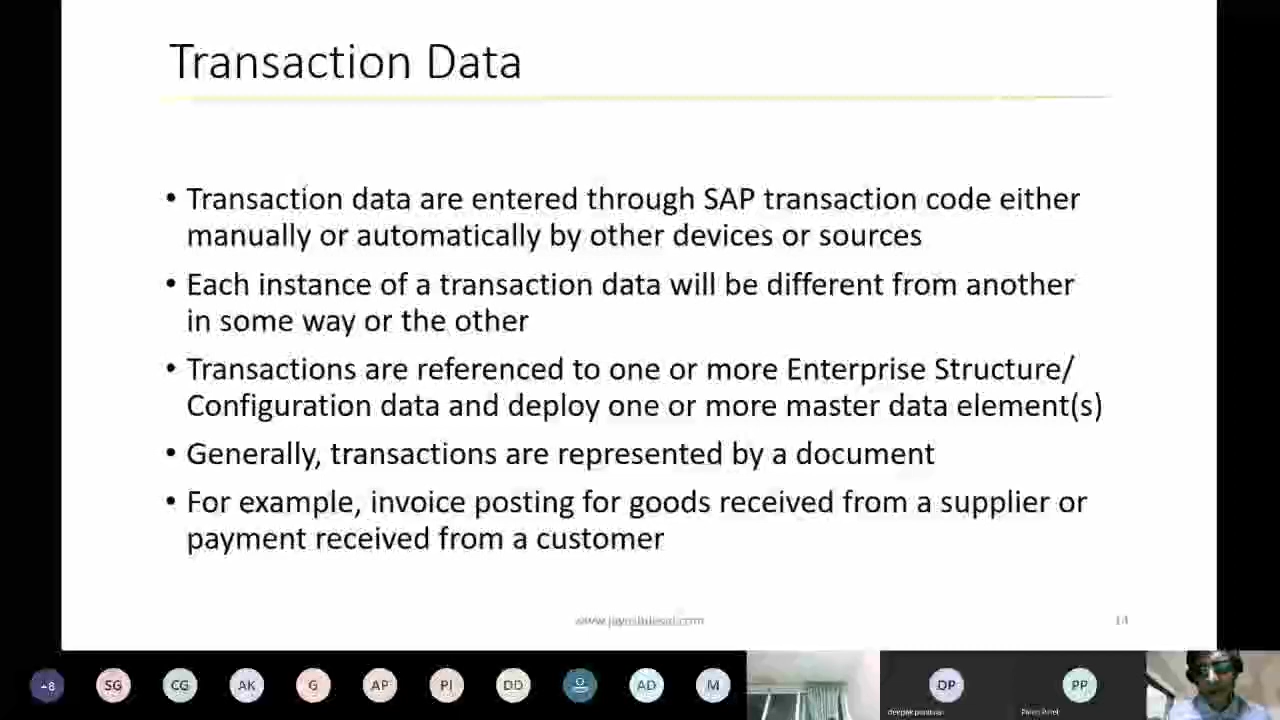 Transaction Data
• Transaction data are entered through SAP transaction code either
manually or automatically by other devices or sources
• Each instance of a transaction data will be different from another
in some way or the other
• Transactions are referenced to one or more Enterprise Structure/
Configuration data and deploy one or more master data element(s)
• Generally, transactions are represented by a document
• For example, invoice posting for goods received from a supplier or
payment received from a customer
14
+8
SG
CG
AK
G
AP
PJ
DD
AD
M
DP
PP